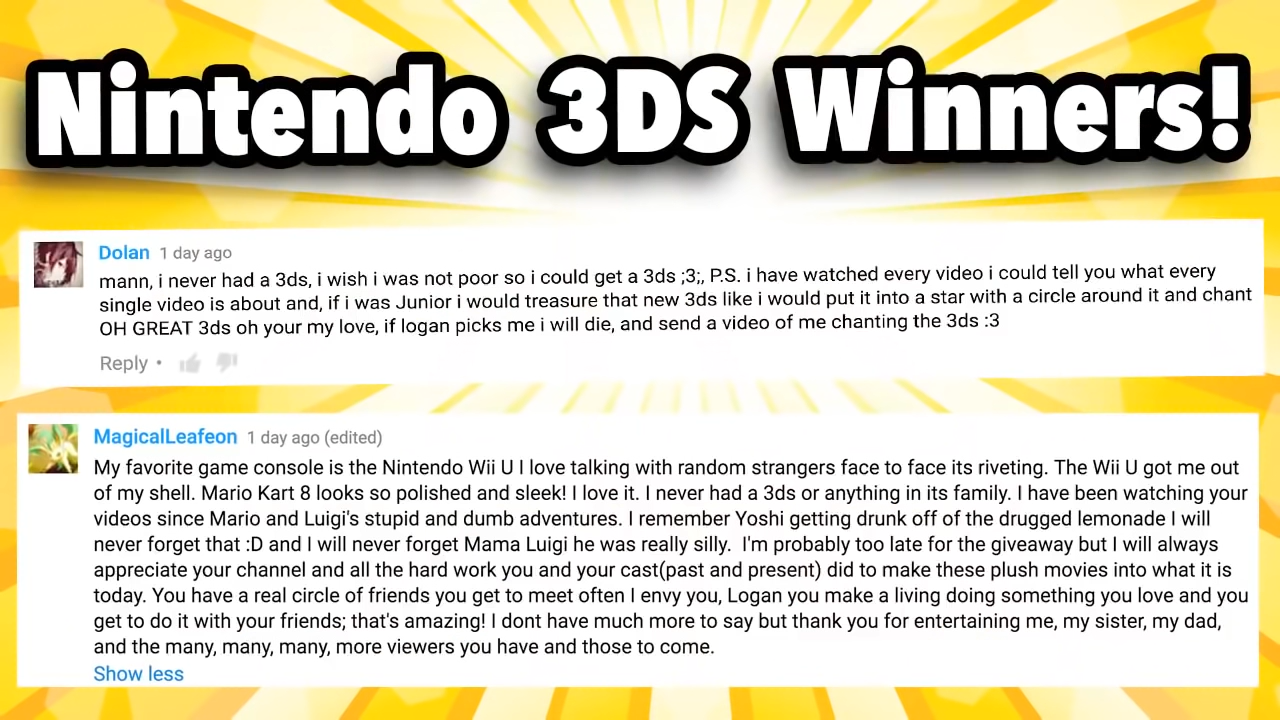 Nintendo 3DS Winners!
Dolan 1 day ago
mann, i never had a 3ds, i wish i was not poor so i could get a 3ds ;3;, P.S. i have watched every video i could tell you what every
single video is about and, if i was Junior i would treasure that new 3ds like i would put it into a star with a circle around it and chant
OH GREAT 3ds oh your my love, if logan picks me i will die, and send a video of me chanting the 3ds :3
Reply •
MagicalLeafeon 1 day ago (edited)
My favorite game console is the Nintendo Wii U I love talking with random strangers face to face its riveting. The Wii U got me out
of my shell. Mario Kart 8 looks so polished and sleek! I love it. I never had a 3ds or anything in its family. I have been watching your
videos since Mario and Luigi's stupid and dumb adventures. I remember Yoshi getting drunk off of the drugged lemonade I will
never forget that :D and I will never forget Mama Luigi he was really silly.  I'm probably too late for the giveaway but I will always
appreciate your channel and all the hard work you and your cast(past and present) did to make these plush movies into what it is
today. You have a real circle of friends you get to meet often I envy you, Logan you make a living doing something you love and you
get to do it with your friends; that's amazing! I dont have much more to say but thank you for entertaining me, my sister, my dad,
and the many, many, many, more viewers you have and those to come.
Show less